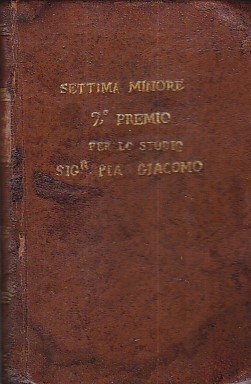 SETTIMA MINORE
7.° PREMIO
PER LO STUDIO
SIGR PIA GIACOMO